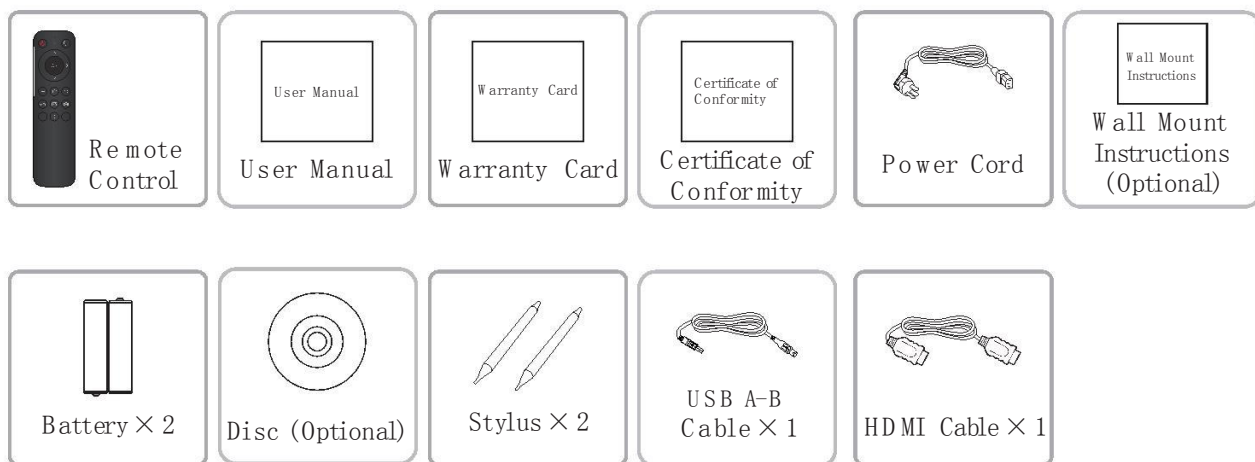 Remote
Control
User Manual
User Manual
Warranty Card
Warranty Card
Certificate of
Conformity
Certificate of
Conformity
Power Cord
Wall Mount
Instructions
Wall Mount
Instructions
(Optional)
Battery×2
Disc (Optional)
Stylus×2
USB A-B
Cable×1
HDMI Cable×1